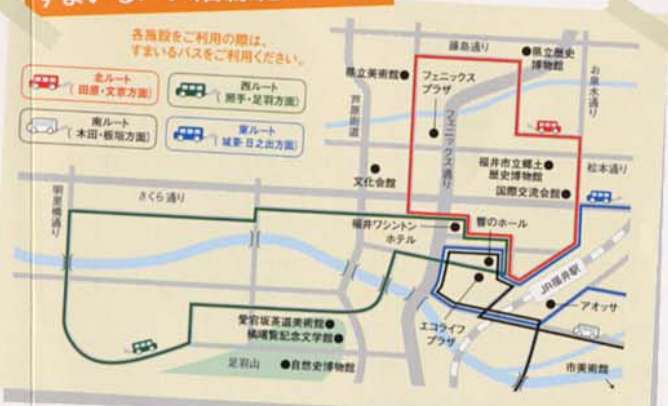 各施設をご利用の際は、
すまいるバスをご利用ください。
北ルート
(田原・文京方面)
西ルート
(照手・足羽方面)
南ルート
(木田・板垣方面)
東ルート
(城東・日之出方面)
藤島通り
県立歴史
博物館
県立美術館
フェニックス
プラザ
お泉水通り
芦原街道
フェニックス通り
福井市立郷土
歴史博物館
松本通り
国際交流会館
文化会館
明里橋通り
さくら通り
福井ワシントン
ホテル
響のホール
JR福井駅
アオッサ
エコライフ
プラザ
愛宕坂茶道美術館
橘曙覧記念文学館
足羽山
自然史博物館
市美術館